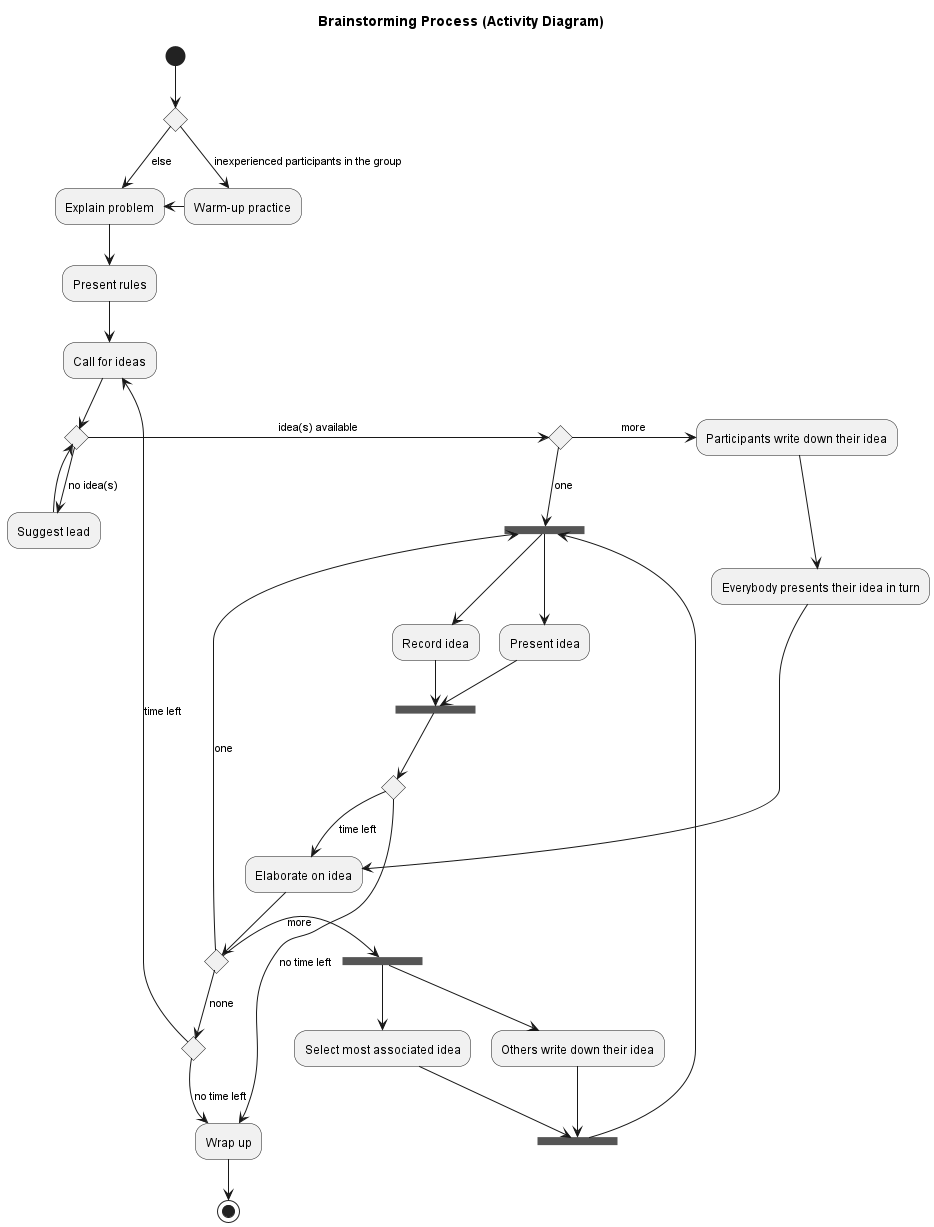 Brainstorming Process (Activity Diagram)
else
inexperienced participants in the group
Explain problem
Warm-up practice
Present rules
Call for ideas
idea(s) available
more
Participants write down their idea
no idea(s)
one
Suggest lead
Everybody presents their idea in turn
Record idea
Present idea
time left
one
time left
Elaborate on idea
more
no time left
none
Select most associated idea
Others write down their idea
no time left
Wrap up